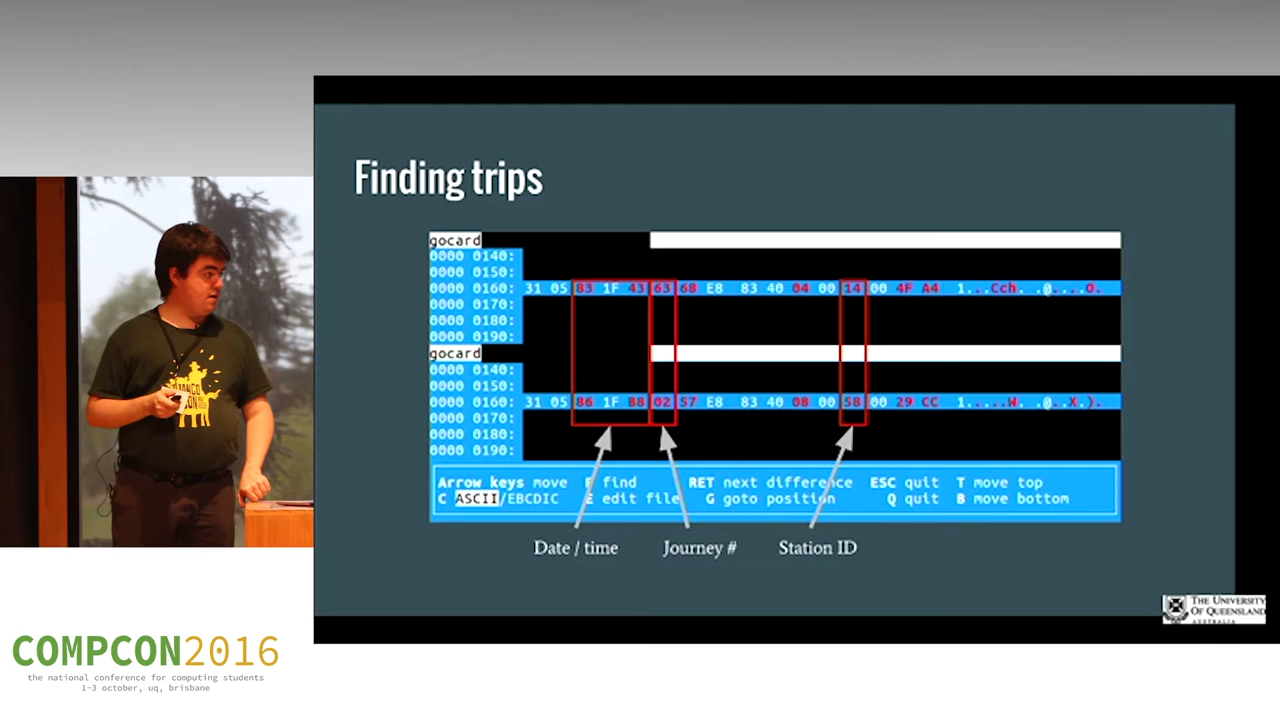 Finding trips
gocard
0000 0140:
0000 0150:
0000 0160: 31 05 83 1F 43 63 68 E8 83 40 04 00 14 00 4F A4 1...Cch. .@....O.
0000 0170:
0000 0180:
0000 0190:
gocard
0000 0140:
0000 0150:
0000 0160: 31 05 86 1F B8 02 57 E8 83 40 08 00 58 00 29 CC 1.....W. .@..X.).
0000 0170:
0000 0180:
0000 0190:
Arrow keys move F find RET next difference ESC quit T move top
C ASCII/EBCDIC E edit file G goto position Q quit B move bottom
Date / time Journey # Station ID
THE UNIVERSITY
OF QUEENSLAND
AUSTRALIA
COMPCON2016
the national conference for computing students
1-3 october, uq, brisbane